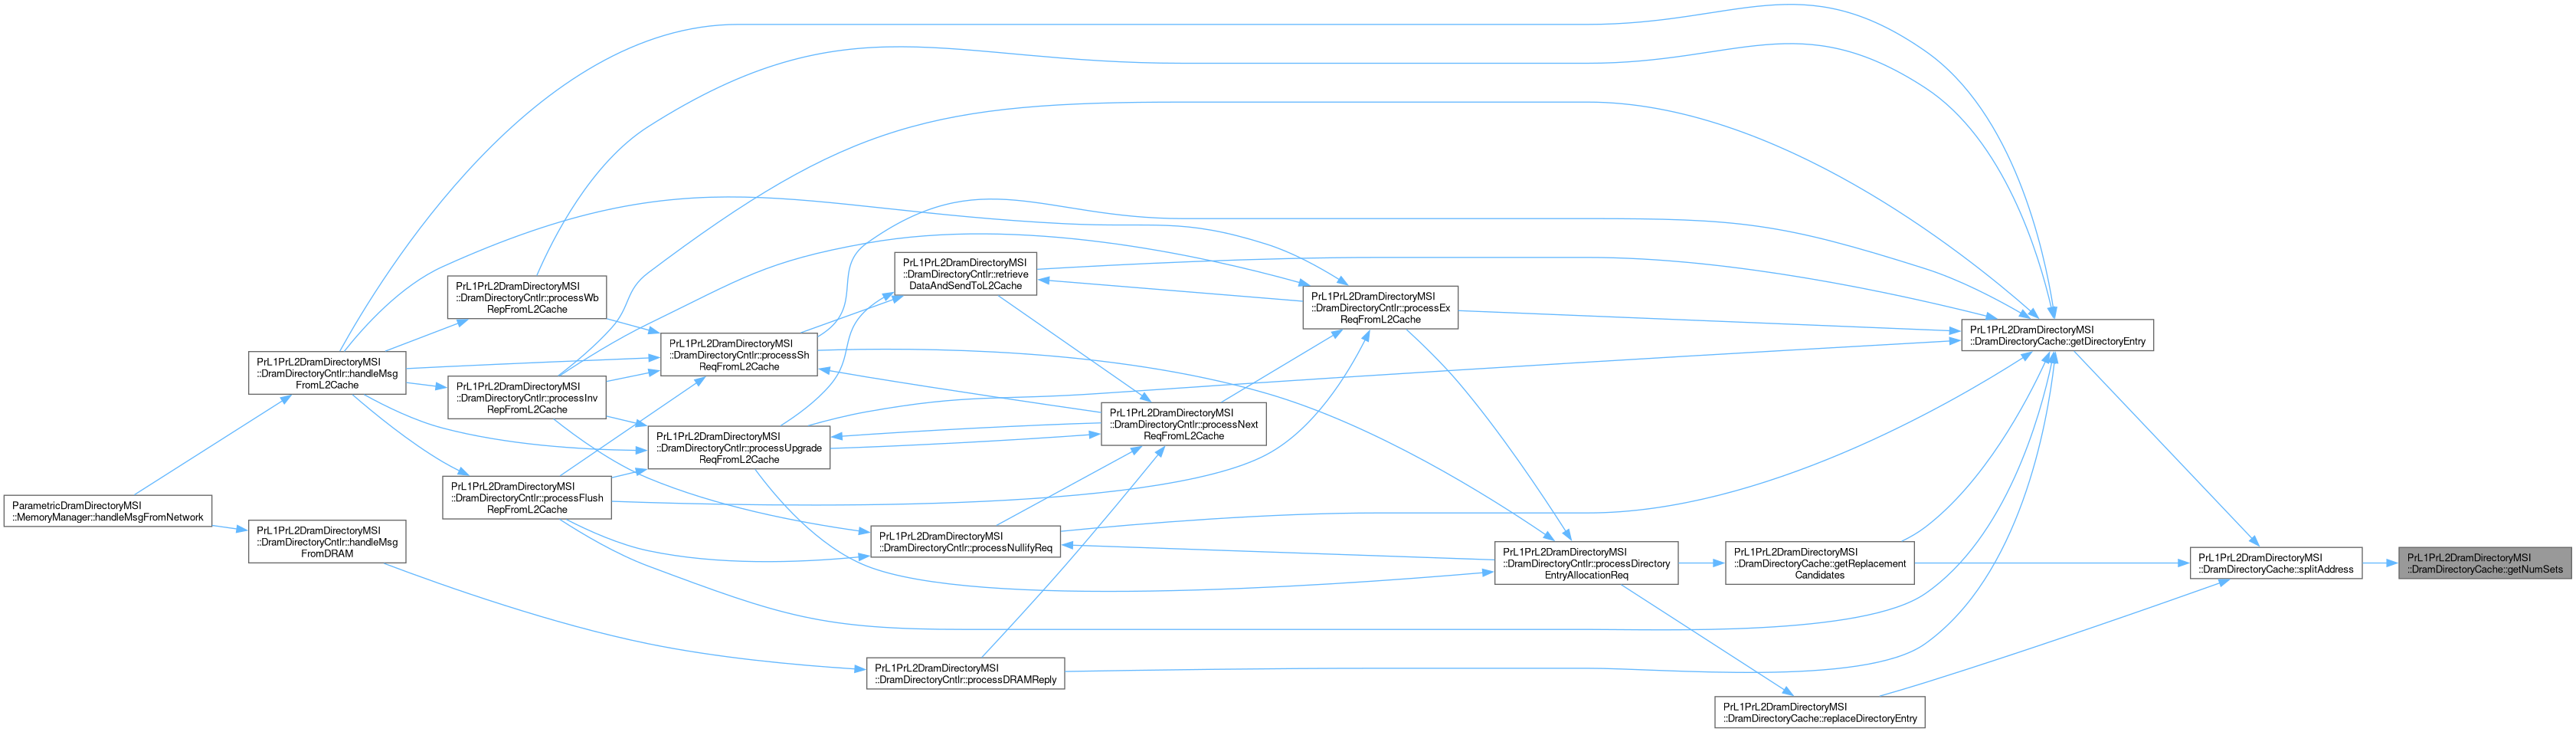 PrL1PrL2DramDirectoryMSI
::DramDirectoryCntlr::processWb
RepFromL2Cache
PrL1PrL2DramDirectoryMSI
::DramDirectoryCntlr::retrieve
DataAndSendToL2Cache
PrL1PrL2DramDirectoryMSI
::DramDirectoryCntlr::processEx
ReqFromL2Cache
PrL1PrL2DramDirectoryMSI
::DramDirectoryCache::getDirectoryEntry
PrL1PrL2DramDirectoryMSI
::DramDirectoryCntlr::processSh
ReqFromL2Cache
PrL1PrL2DramDirectoryMSI
::DramDirectoryCntlr::handleMsg
FromL2Cache
PrL1PrL2DramDirectoryMSI
::DramDirectoryCntlr::processInv
RepFromL2Cache
PrL1PrL2DramDirectoryMSI
::DramDirectoryCntlr::processNext
ReqFromL2Cache
PrL1PrL2DramDirectoryMSI
::DramDirectoryCntlr::processUpgrade
ReqFromL2Cache
PrL1PrL2DramDirectoryMSI
::DramDirectoryCntlr::processFlush
RepFromL2Cache
ParametricDramDirectoryMSI
::MemoryManager::handleMsgFromNetwork
PrL1PrL2DramDirectoryMSI
::DramDirectoryCntlr::handleMsg
FromDRAM
PrL1PrL2DramDirectoryMSI
::DramDirectoryCntlr::processNullifyReq
PrL1PrL2DramDirectoryMSI
::DramDirectoryCntlr::processDirectory
EntryAllocationReq
PrL1PrL2DramDirectoryMSI
::DramDirectoryCache::getReplacement
Candidates
PrL1PrL2DramDirectoryMSI
::DramDirectoryCache::splitAddress
PrL1PrL2DramDirectoryMSI
::DramDirectoryCache::getNumSets
PrL1PrL2DramDirectoryMSI
::DramDirectoryCntlr::processDRAMReply
PrL1PrL2DramDirectoryMSI
::DramDirectoryCache::replaceDirectoryEntry